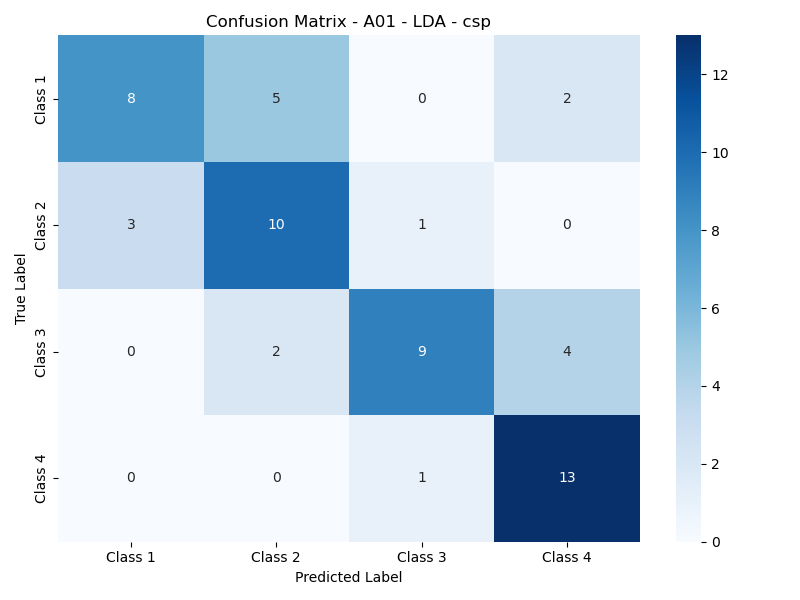 Confusion Matrix - A01 - LDA - csp
True Label
Class 1
8 5 0 2
Class 2
3 10 1 0
Class 3
0 2 9 4
Class 4
0 0 1 13
Class 1 Class 2 Class 3 Class 4
Predicted Label
12
10
8
6
4
2
0